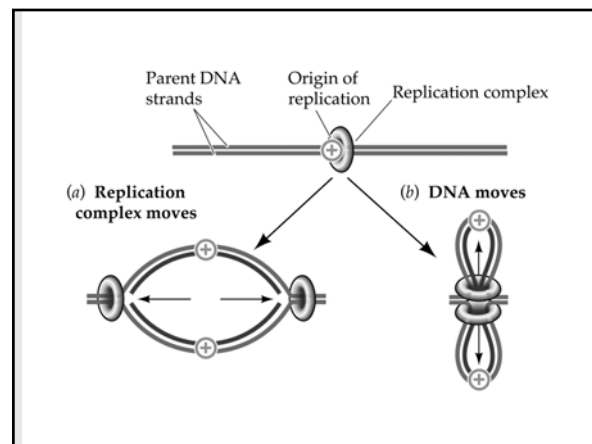 Parent DNA
strands
Origin of
replication
Replication complex
+
(a) Replication
complex moves
(b) DNA moves
+
+
+
+